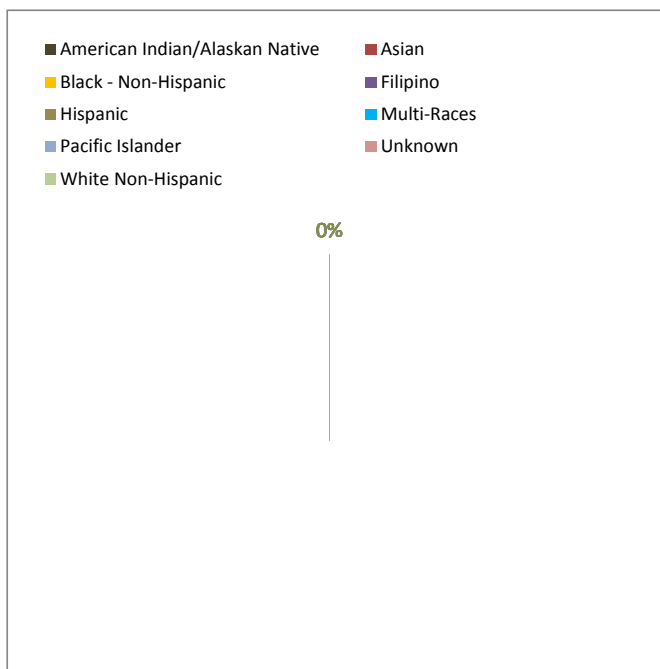 American Indian/Alaskan Native Asian
Black - Non-Hispanic Filipino
Hispanic Multi-Races
Pacific Islander Unknown
White Non-Hispanic
0%